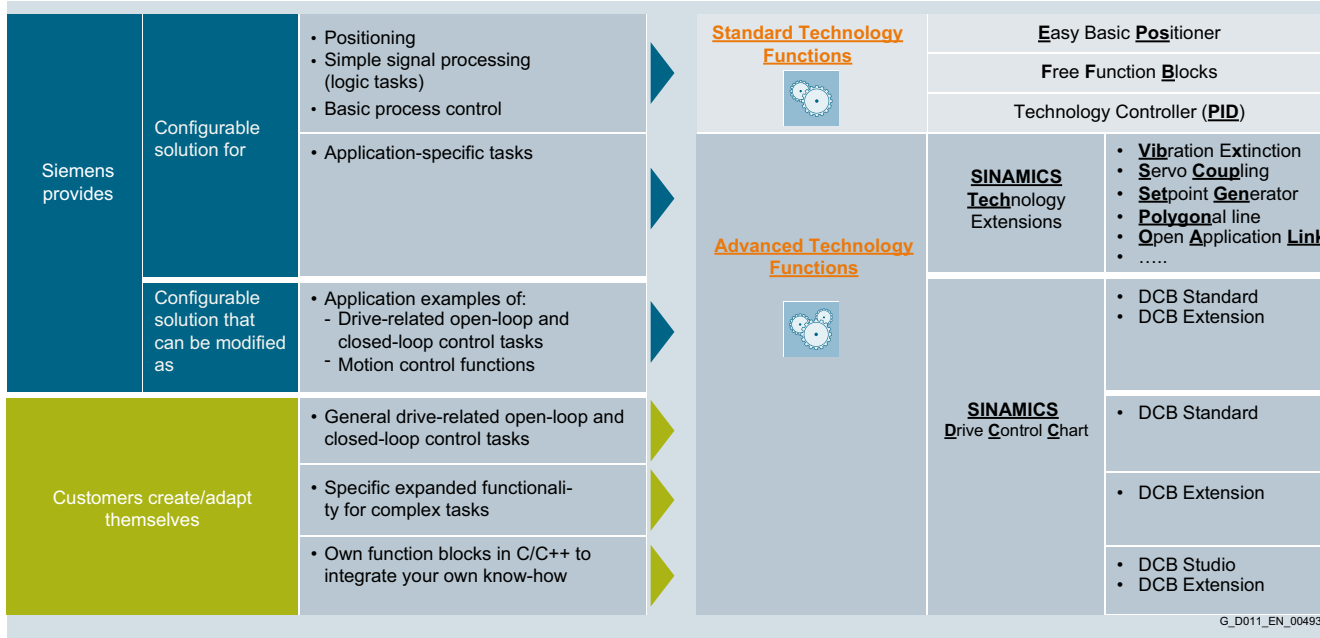 Siemens
provides
Configurable
solution for
• Positioning
• Simple signal processing
(logic tasks)
• Basic process control
• Application-specific tasks
Configurable
solution that
can be modified
as
• Application examples of:
- Drive-related open-loop and
closed-loop control tasks
- Motion control functions
Customers create/adapt
themselves
• General drive-related open-loop and
closed-loop control tasks
• Specific expanded functionali-
ty for complex tasks
• Own function blocks in C/C++ to
integrate your own know-how
Standard Technology
Functions
Easy Basic Positioner
Free Function Blocks
Technology Controller (PID)
Advanced Technology
Functions
SINAMICS
Technology
Extensions
• Vibration Extinction
• Servo Coupling
• Setpoint Generator
• Polygonal line
• Open Application Link
• …..
SINAMICS
Drive Control Chart
• DCB Standard
• DCB Extension
• DCB Standard
• DCB Extension
• DCB Studio
• DCB Extension
G_D011_EN_00493